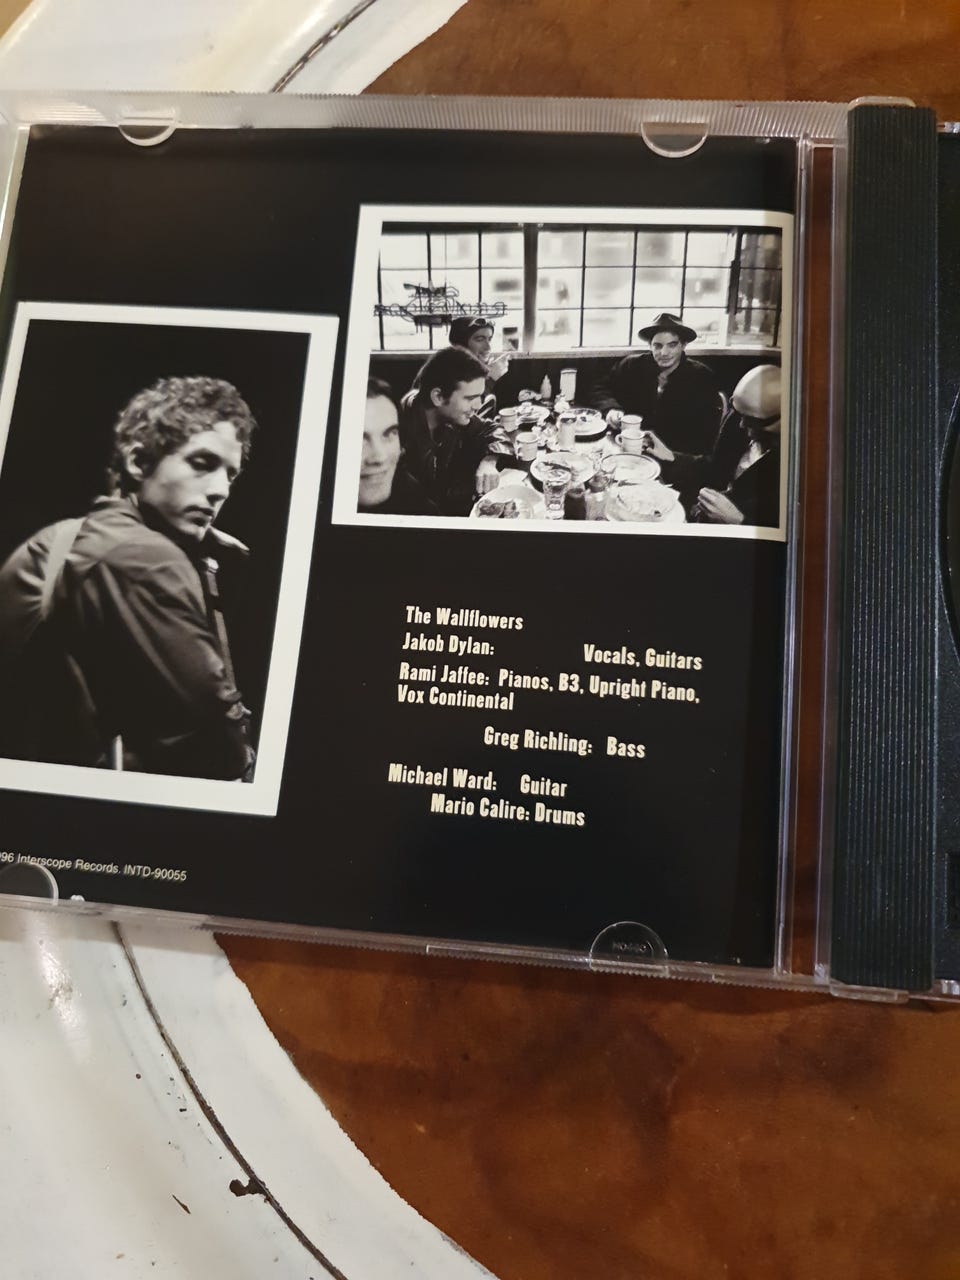 The Wallflowers
Jakob Dylan: Vocals, Guitars
Rami Jaffee: Pianos, B3, Upright Piano,
Vox Continental
Greg Richling: Bass
Michael Ward: Guitar
Mario Calire: Drums
96 Interscope Records. INTD-90055